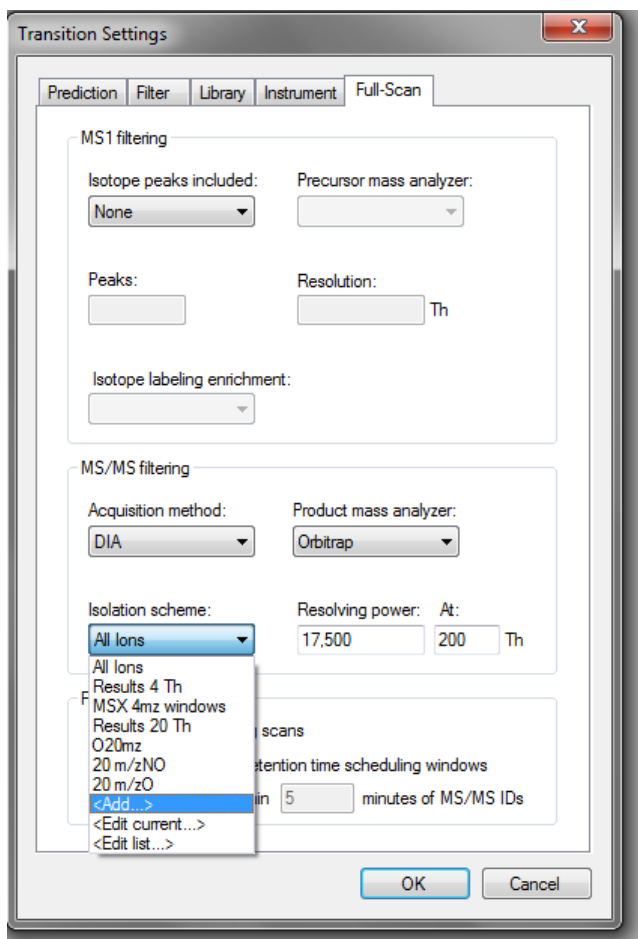 Transition Settings
Prediction Filter Library Instrument Full-Scan
MS1 filtering
Isotope peaks included: Precursor mass analyzer:
None
Peaks: Resolution:
Th
Isotope labeling enrichment:
MS/MS filtering
Acquisition method: Product mass analyzer:
DIA Orbitrap
Isolation scheme: Resolving power: At:
All Ions 17,500 200 Th
All Ions
Results 4 Th
MSX 4mz windows
Results 20 Th
scans
O20mz
20 m/zNO
retention time scheduling windows
20 m/zO
<Add...>
5 minutes of MS/MS IDs
<Edit current...>
<Edit list...>
OK Cancel